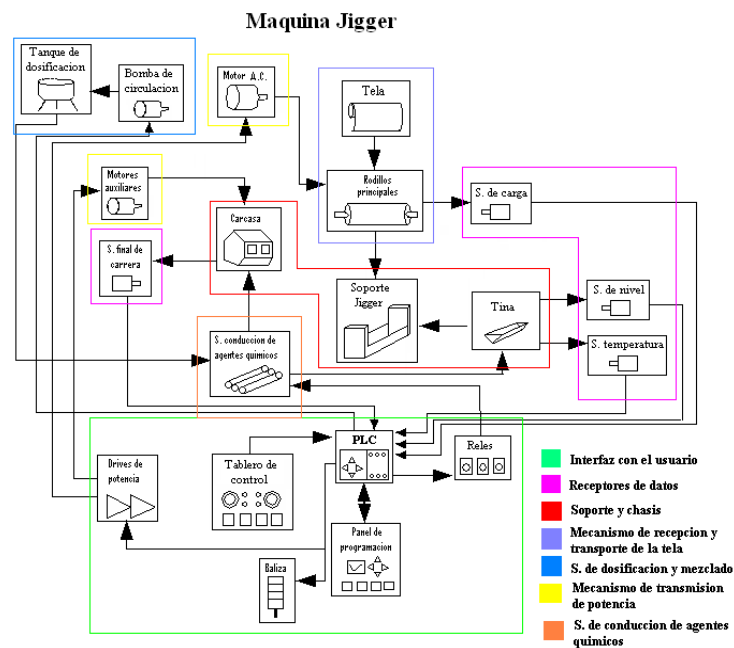 Maquina Jigger
Tanque de
dosificacion
Bomba de
circulacion
Motor A.C.
Tela
Motores
auxiliares
Rodillos
principales
S. de carga
Carcasa
S. final de
carrera
Soporte
Jigger
Tina
S. de nivel
S. temperatura
S. conduccion de
agentes quimicos
PLC
Reles
Drives de
potencia
Tablero de
control
Panel de
programacion
Baliza
Interfaz con el usuario
Receptores de datos
Soporte y chasis
Mecanismo de recepcion y
transporte de la tela
S. de dosificacion y mezclado
Mecanismo de transmision
de potencia
S. de conduccion de agentes
quimicos